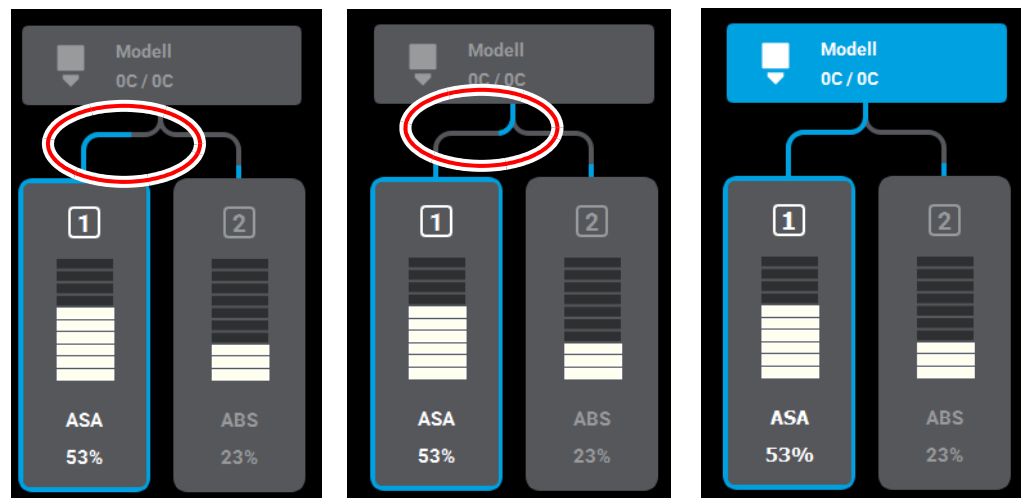 Modell
0C / 0C
1
2
ASA
ABS
53%
23%
Modell
0C / 0C
1
2
ASA
ABS
53%
23%
Modell
0C / 0C
1
2
ASA
ABS
53%
23%